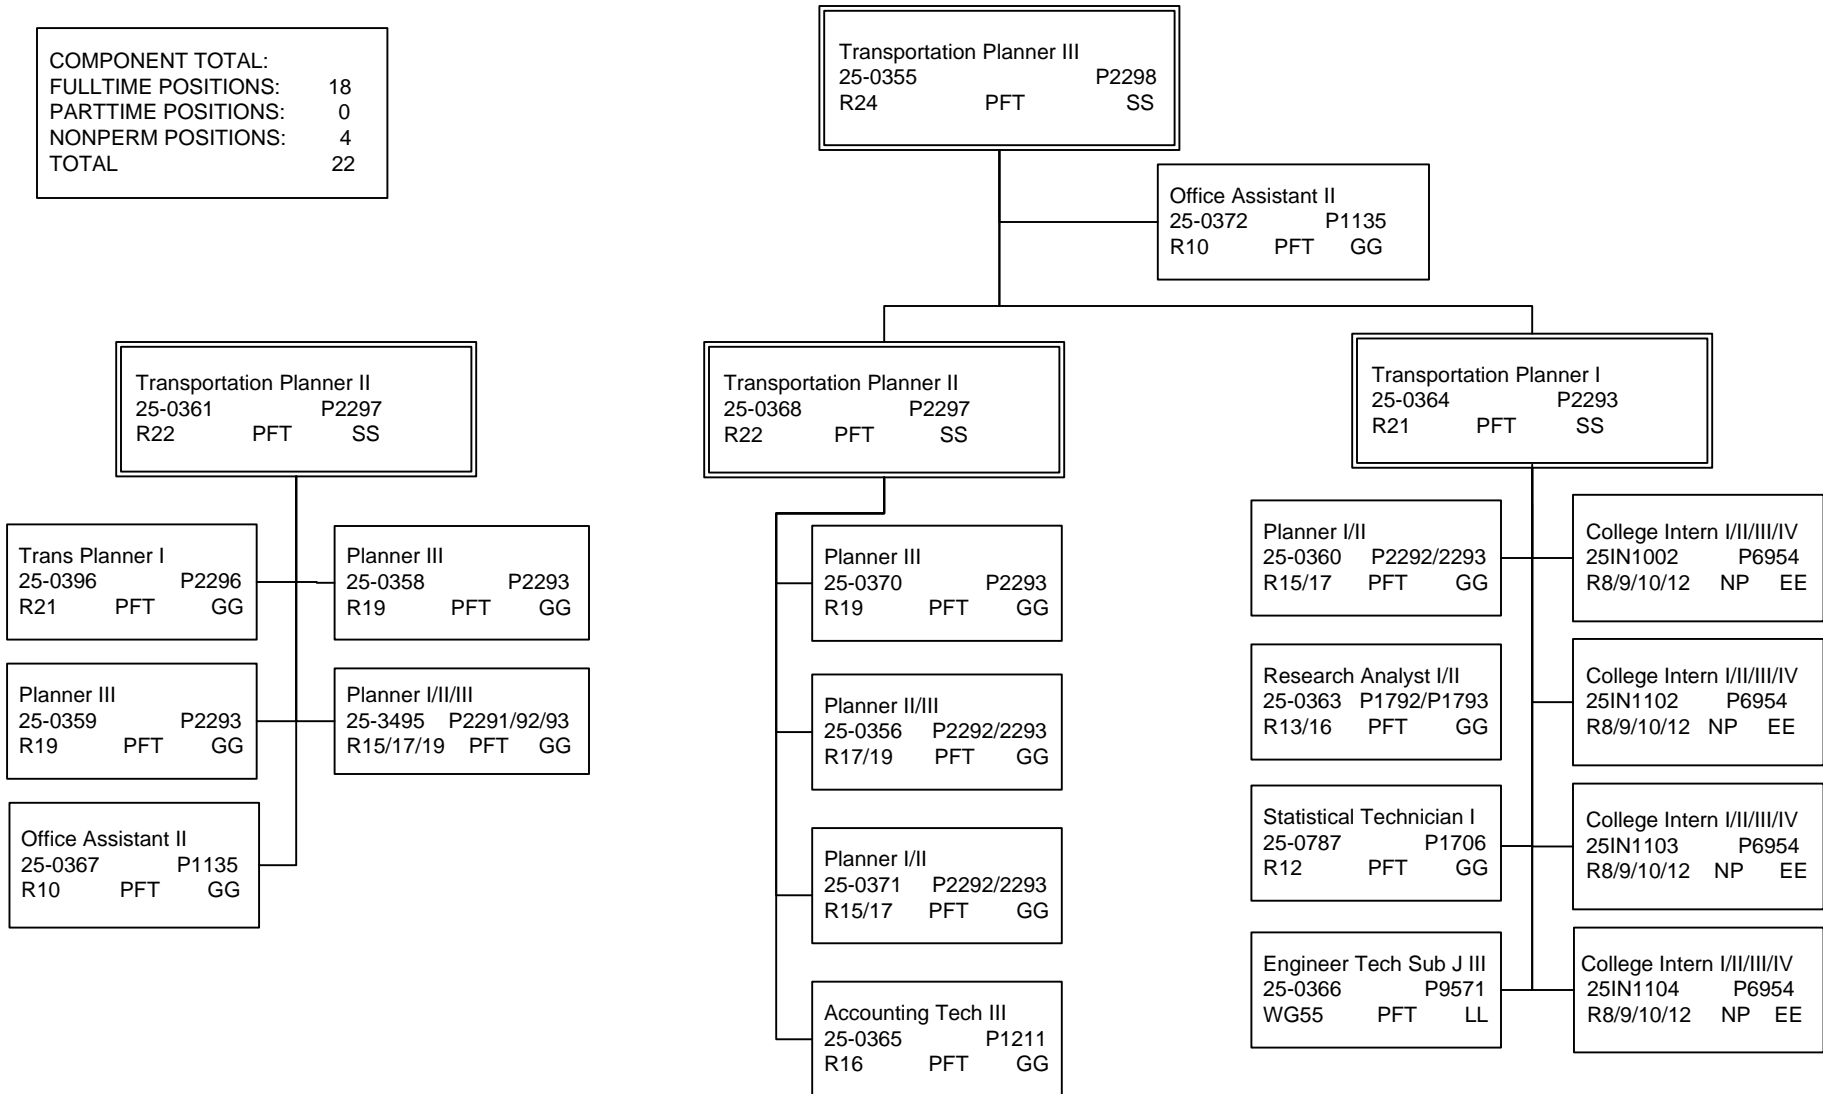 COMPONENT TOTAL:
FULLTIME POSITIONS: 18
PARTTIME POSITIONS: 0
NONPERM POSITIONS: 4
TOTAL 22
Transportation Planner III
25-0355 P2298
R24 PFT SS
Office Assistant II
25-0372 P1135
R10 PFT GG
Transportation Planner II
25-0361 P2297
R22 PFT SS
Trans Planner I
25-0396 P2296
R21 PFT GG
Planner III
25-0358 P2293
R19 PFT GG
Planner III
25-0359 P2293
R19 PFT GG
Planner I/II/III
25-3495 P2291/92/93
R15/17/19 PFT GG
Office Assistant II
25-0367 P1135
R10 PFT GG
Transportation Planner II
25-0368 P2297
R22 PFT SS
Planner III
25-0370 P2293
R19 PFT GG
Planner II/III
25-0356 P2292/2293
R17/19 PFT GG
Planner I/II
25-0371 P2292/2293
R15/17 PFT GG
Accounting Tech III
25-0365 P1211
R16 PFT GG
Transportation Planner I
25-0364 P2293
R21 PFT SS
Planner I/II
25-0360 P2292/2293
R15/17 PFT GG
College Intern I/II/III/IV
25IN1002 P6954
R8/9/10/12 NP EE
Research Analyst I/II
25-0363 P1792/P1793
R13/16 PFT GG
College Intern I/II/III/IV
25IN1102 P6954
R8/9/10/12 NP EE
Statistical Technician I
25-0787 P1706
R12 PFT GG
College Intern I/II/III/IV
25IN1103 P6954
R8/9/10/12 NP EE
Engineer Tech Sub J III
25-0366 P9571
WG55 PFT LL
College Intern I/II/III/IV
25IN1104 P6954
R8/9/10/12 NP EE